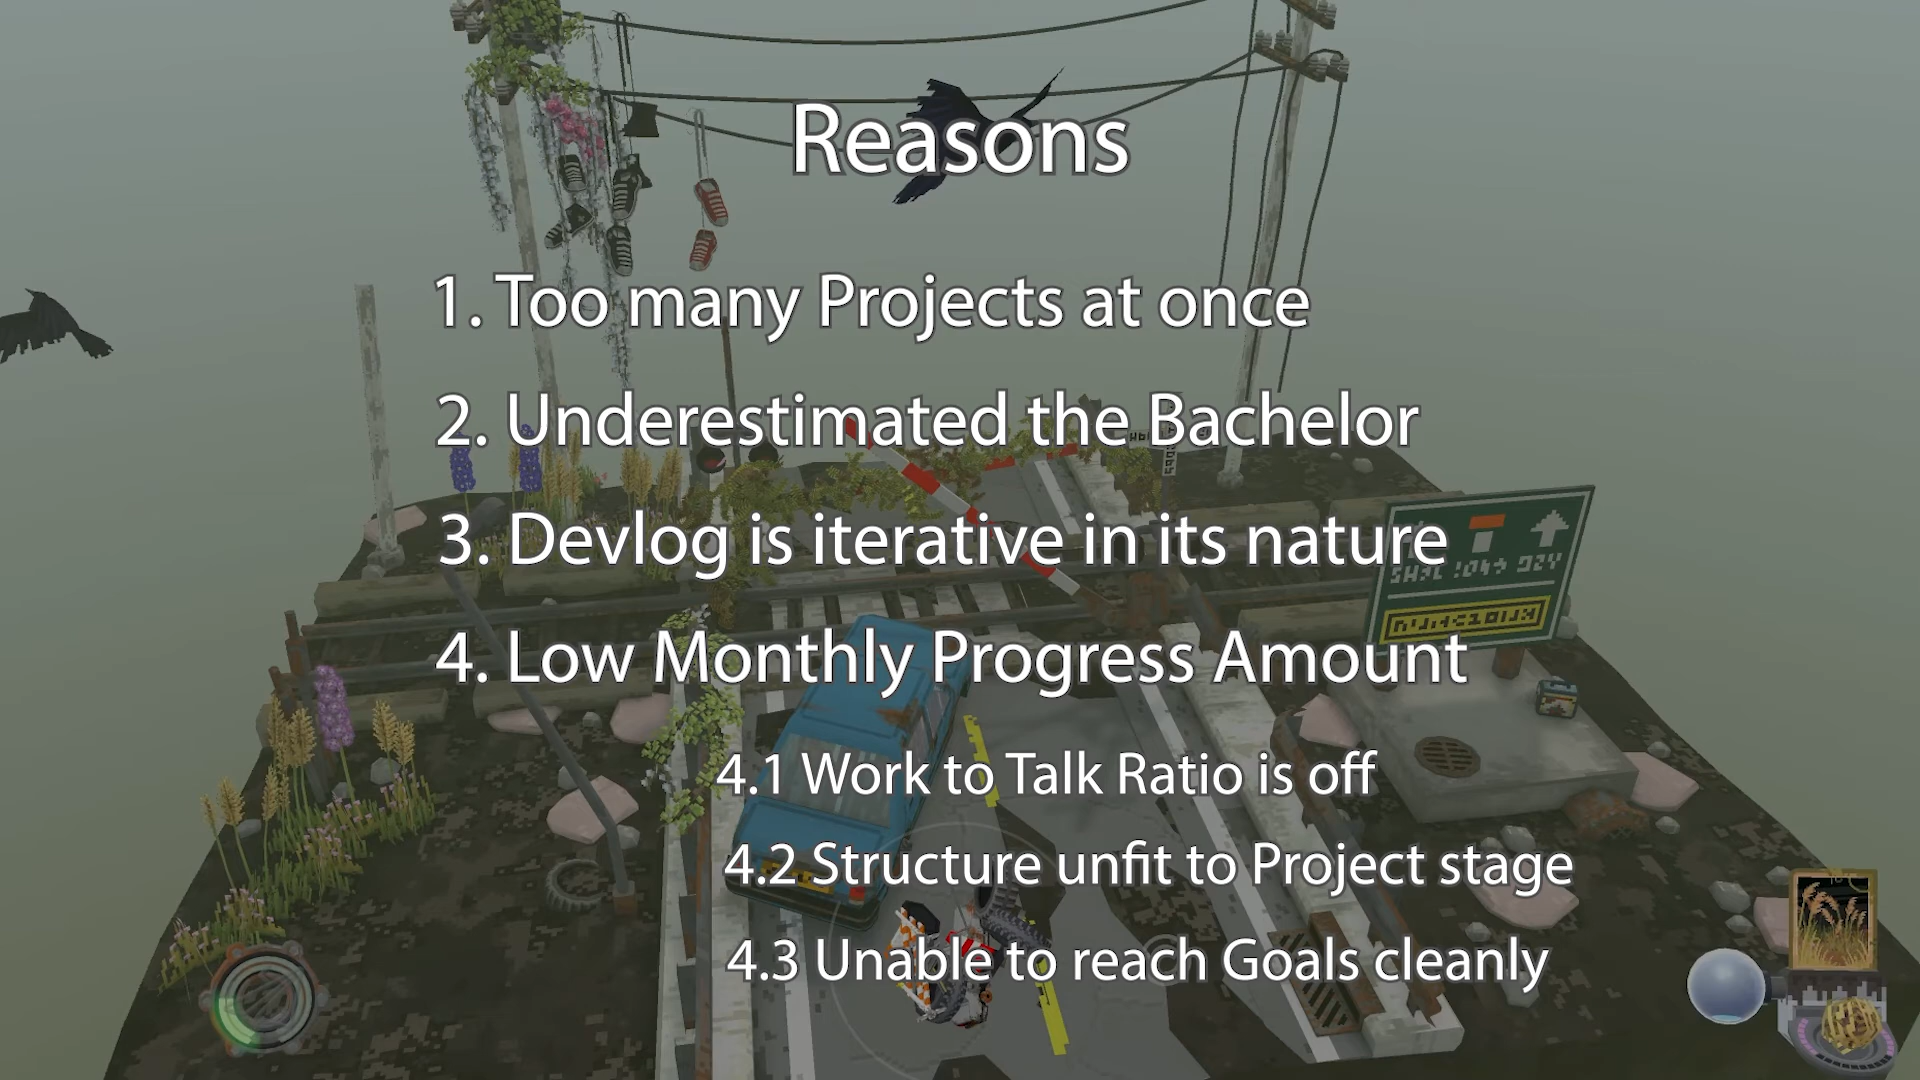 Reasons
1. Too many Projects at once
2. Underestimated the Bachelor
3. Devlog is iterative in its nature
4. Low Monthly Progress Amount
4.1 Work to Talk Ratio is off
4.2 Structure unfit to Project stage
4.3 Unable to reach Goals cleanly